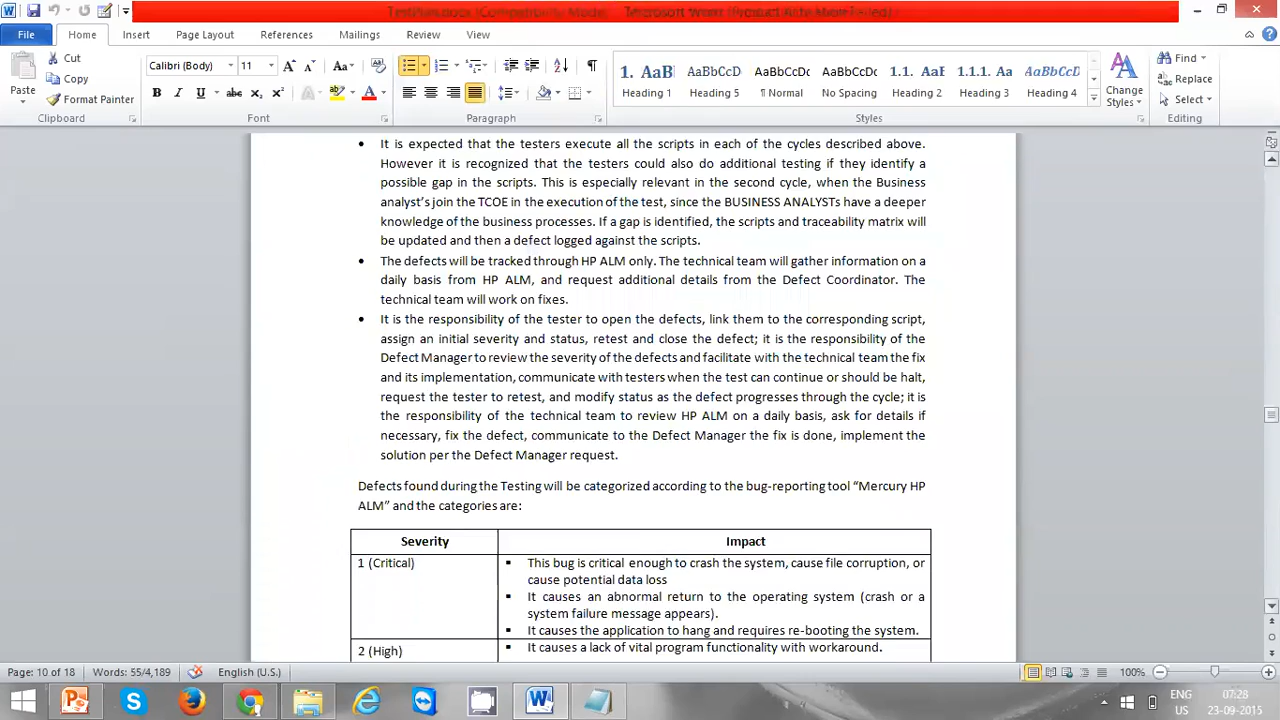 TestPlan.docx [Compatibility Mode] - Microsoft Word (Product Activation Failed)
File Home Insert Page Layout References Mailings Review View
Paste
Cut
Copy
Format Painter
Clipboard
Calibri (Body) 11
Font
Paragraph
1. AaB Heading 1
AaBbCcD Heading 5
AaBbCcDc ¶ Normal
AaBbCcDc No Spacing
1.1. AaB Heading 2
1.1.1. Aa Heading 3
AaBbCcD Heading 4
Change Styles
Styles
Find
Replace
Select
Editing
• It is expected that the testers execute all the scripts in each of the cycles described above.
However it is recognized that the testers could also do additional testing if they identify a
possible gap in the scripts. This is especially relevant in the second cycle, when the Business
analyst's join the TCOE in the execution of the test, since the BUSINESS ANALYSTs have a deeper
knowledge of the business processes. If a gap is identified, the scripts and traceability matrix will
be updated and then a defect logged against the scripts.
• The defects will be tracked through HP ALM only. The technical team will gather information on a
daily basis from HP ALM, and request additional details from the Defect Coordinator. The
technical team will work on fixes.
• It is the responsibility of the tester to open the defects, link them to the corresponding script,
assign an initial severity and status, retest and close the defect; it is the responsibility of the
Defect Manager to review the severity of the defects and facilitate with the technical team the fix
and its implementation, communicate with testers when the test can continue or should be halt,
request the tester to retest, and modify status as the defect progresses through the cycle; it is
the responsibility of the technical team to review HP ALM on a daily basis, ask for details if
necessary, fix the defect, communicate to the Defect Manager the fix is done, implement the
solution per the Defect Manager request.
Defects found during the Testing will be categorized according to the bug-reporting tool “Mercury HP
ALM” and the categories are:
Severity Impact
1 (Critical)
▪ This bug is critical enough to crash the system, cause file corruption, or
cause potential data loss
▪ It causes an abnormal return to the operating system (crash or a
system failure message appears).
▪ It causes the application to hang and requires re-booting the system.
2 (High)
▪ It causes a lack of vital program functionality with workaround.
Page: 10 of 18 Words: 55/4,189 English (U.S.) 100%
ENG
US
07:28
23-09-2015